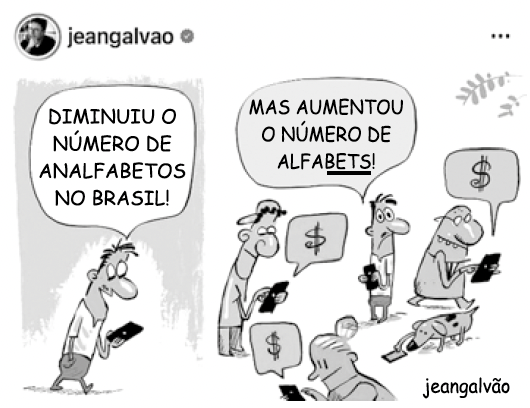 jeangalvao
DIMINUIU O
NÚMERO DE
ANALFABETOS
NO BRASIL!
MAS AUMENTOU
O NÚMERO DE
ALFABETS!
$
$
$
jeangalvão